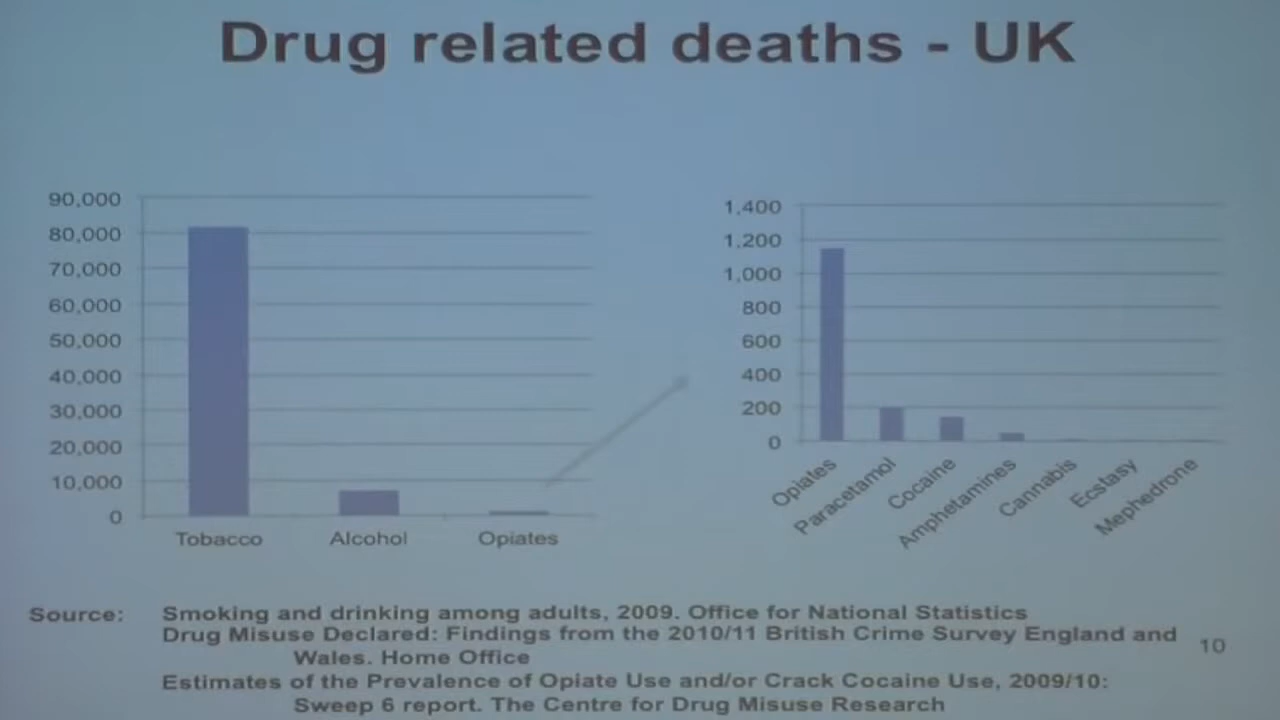 Drug related deaths - UK
90,000
80,000
70,000
60,000
50,000
40,000
30,000
20,000
10,000
0
Tobacco Alcohol Opiates
1,400
1,200
1,000
800
600
400
200
0
Opiates
Paracetamol
Cocaine
Amphetamines
Cannabis
Ecstasy
Mephedrone
Source: Smoking and drinking among adults, 2009. Office for National Statistics
Drug Misuse Declared: Findings from the 2010/11 British Crime Survey England and
Wales. Home Office
10
Estimates of the Prevalence of Opiate Use and/or Crack Cocaine Use, 2009/10:
Sweep 6 report. The Centre for Drug Misuse Research